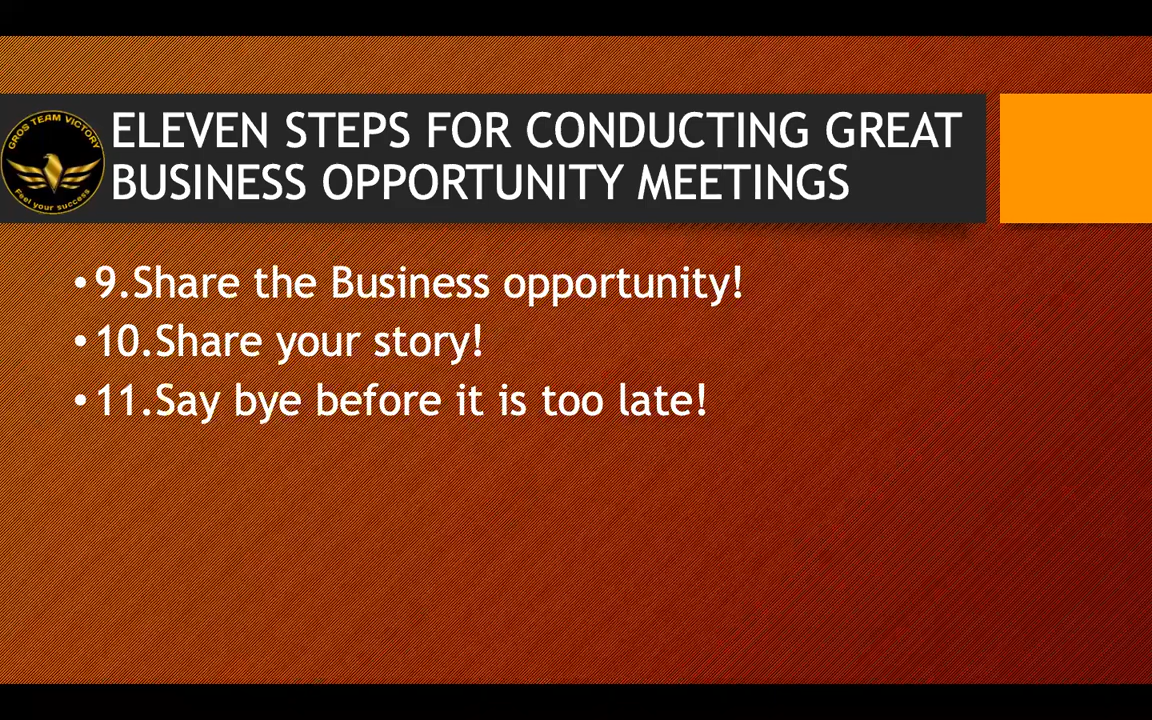 GROS TEAM VICTORY
Feel your success
ELEVEN STEPS FOR CONDUCTING GREAT
BUSINESS OPPORTUNITY MEETINGS
•9.Share the Business opportunity!
•10.Share your story!
•11.Say bye before it is too late!